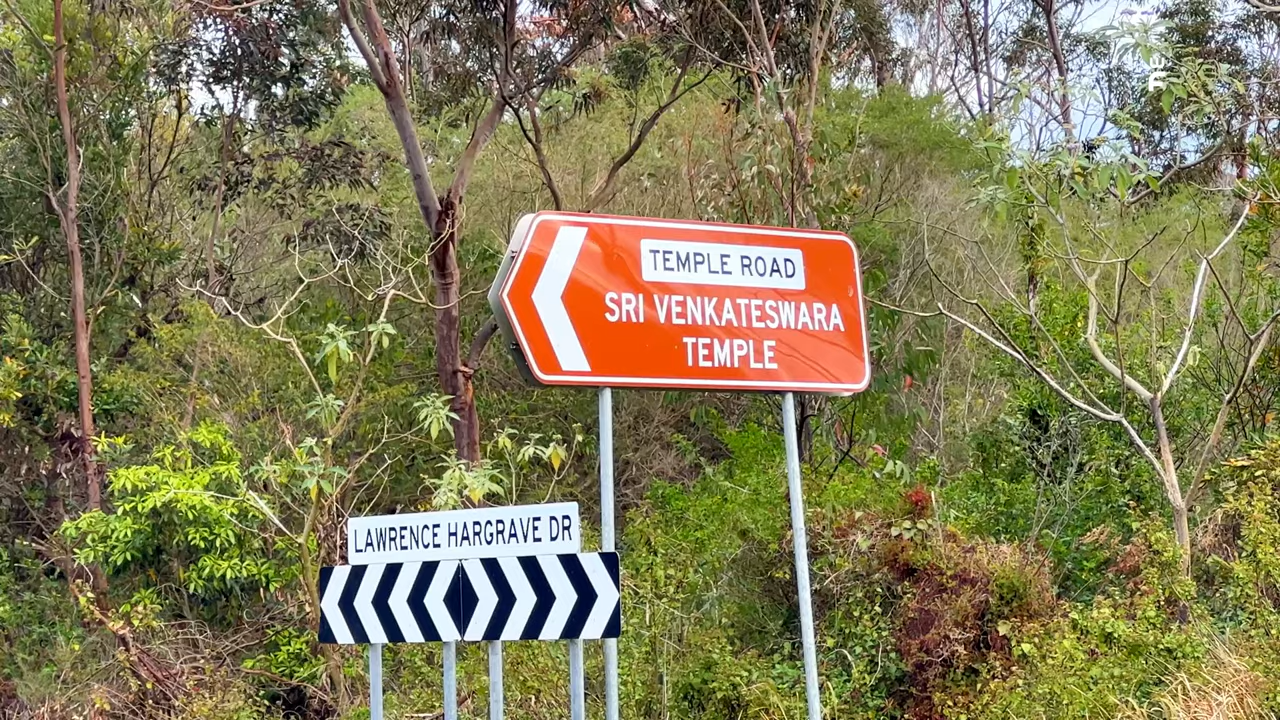 TEMPLE ROAD
SRI VENKATESWARA
TEMPLE
LAWRENCE HARGRAVE DR